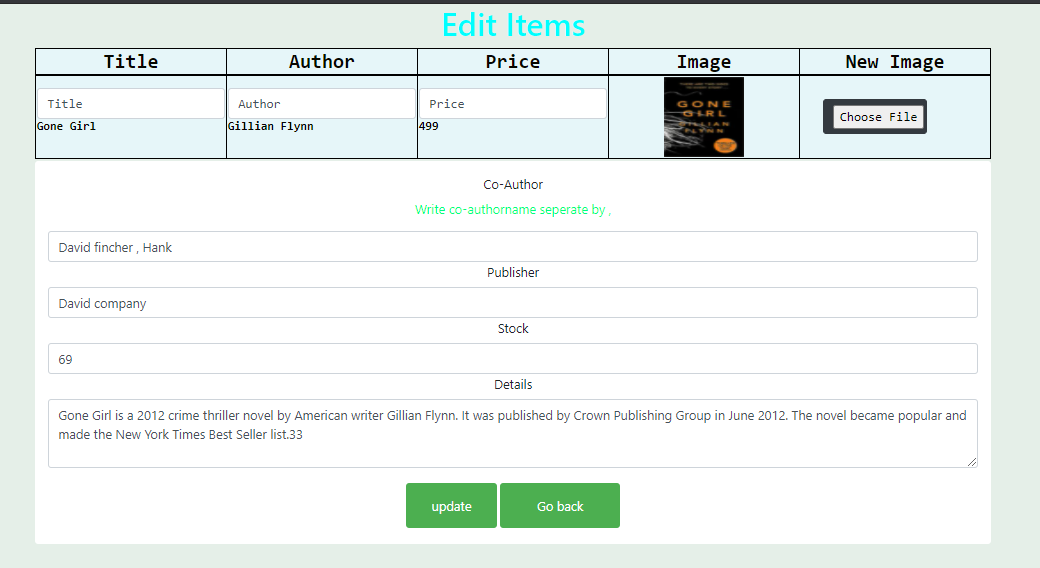 Edit Items
Title Author Price Image New Image
Title Author Price
GONE
GIRL
GILLIAN
FLYNN
Choose File
Gone Girl Gillian Flynn 499
Co-Author
Write co-authorname seperate by ,
David fincher , Hank
Publisher
David company
Stock
69
Details
Gone Girl is a 2012 crime thriller novel by American writer Gillian Flynn. It was published by Crown Publishing Group in June 2012. The novel became popular and
made the New York Times Best Seller list.33
update Go back